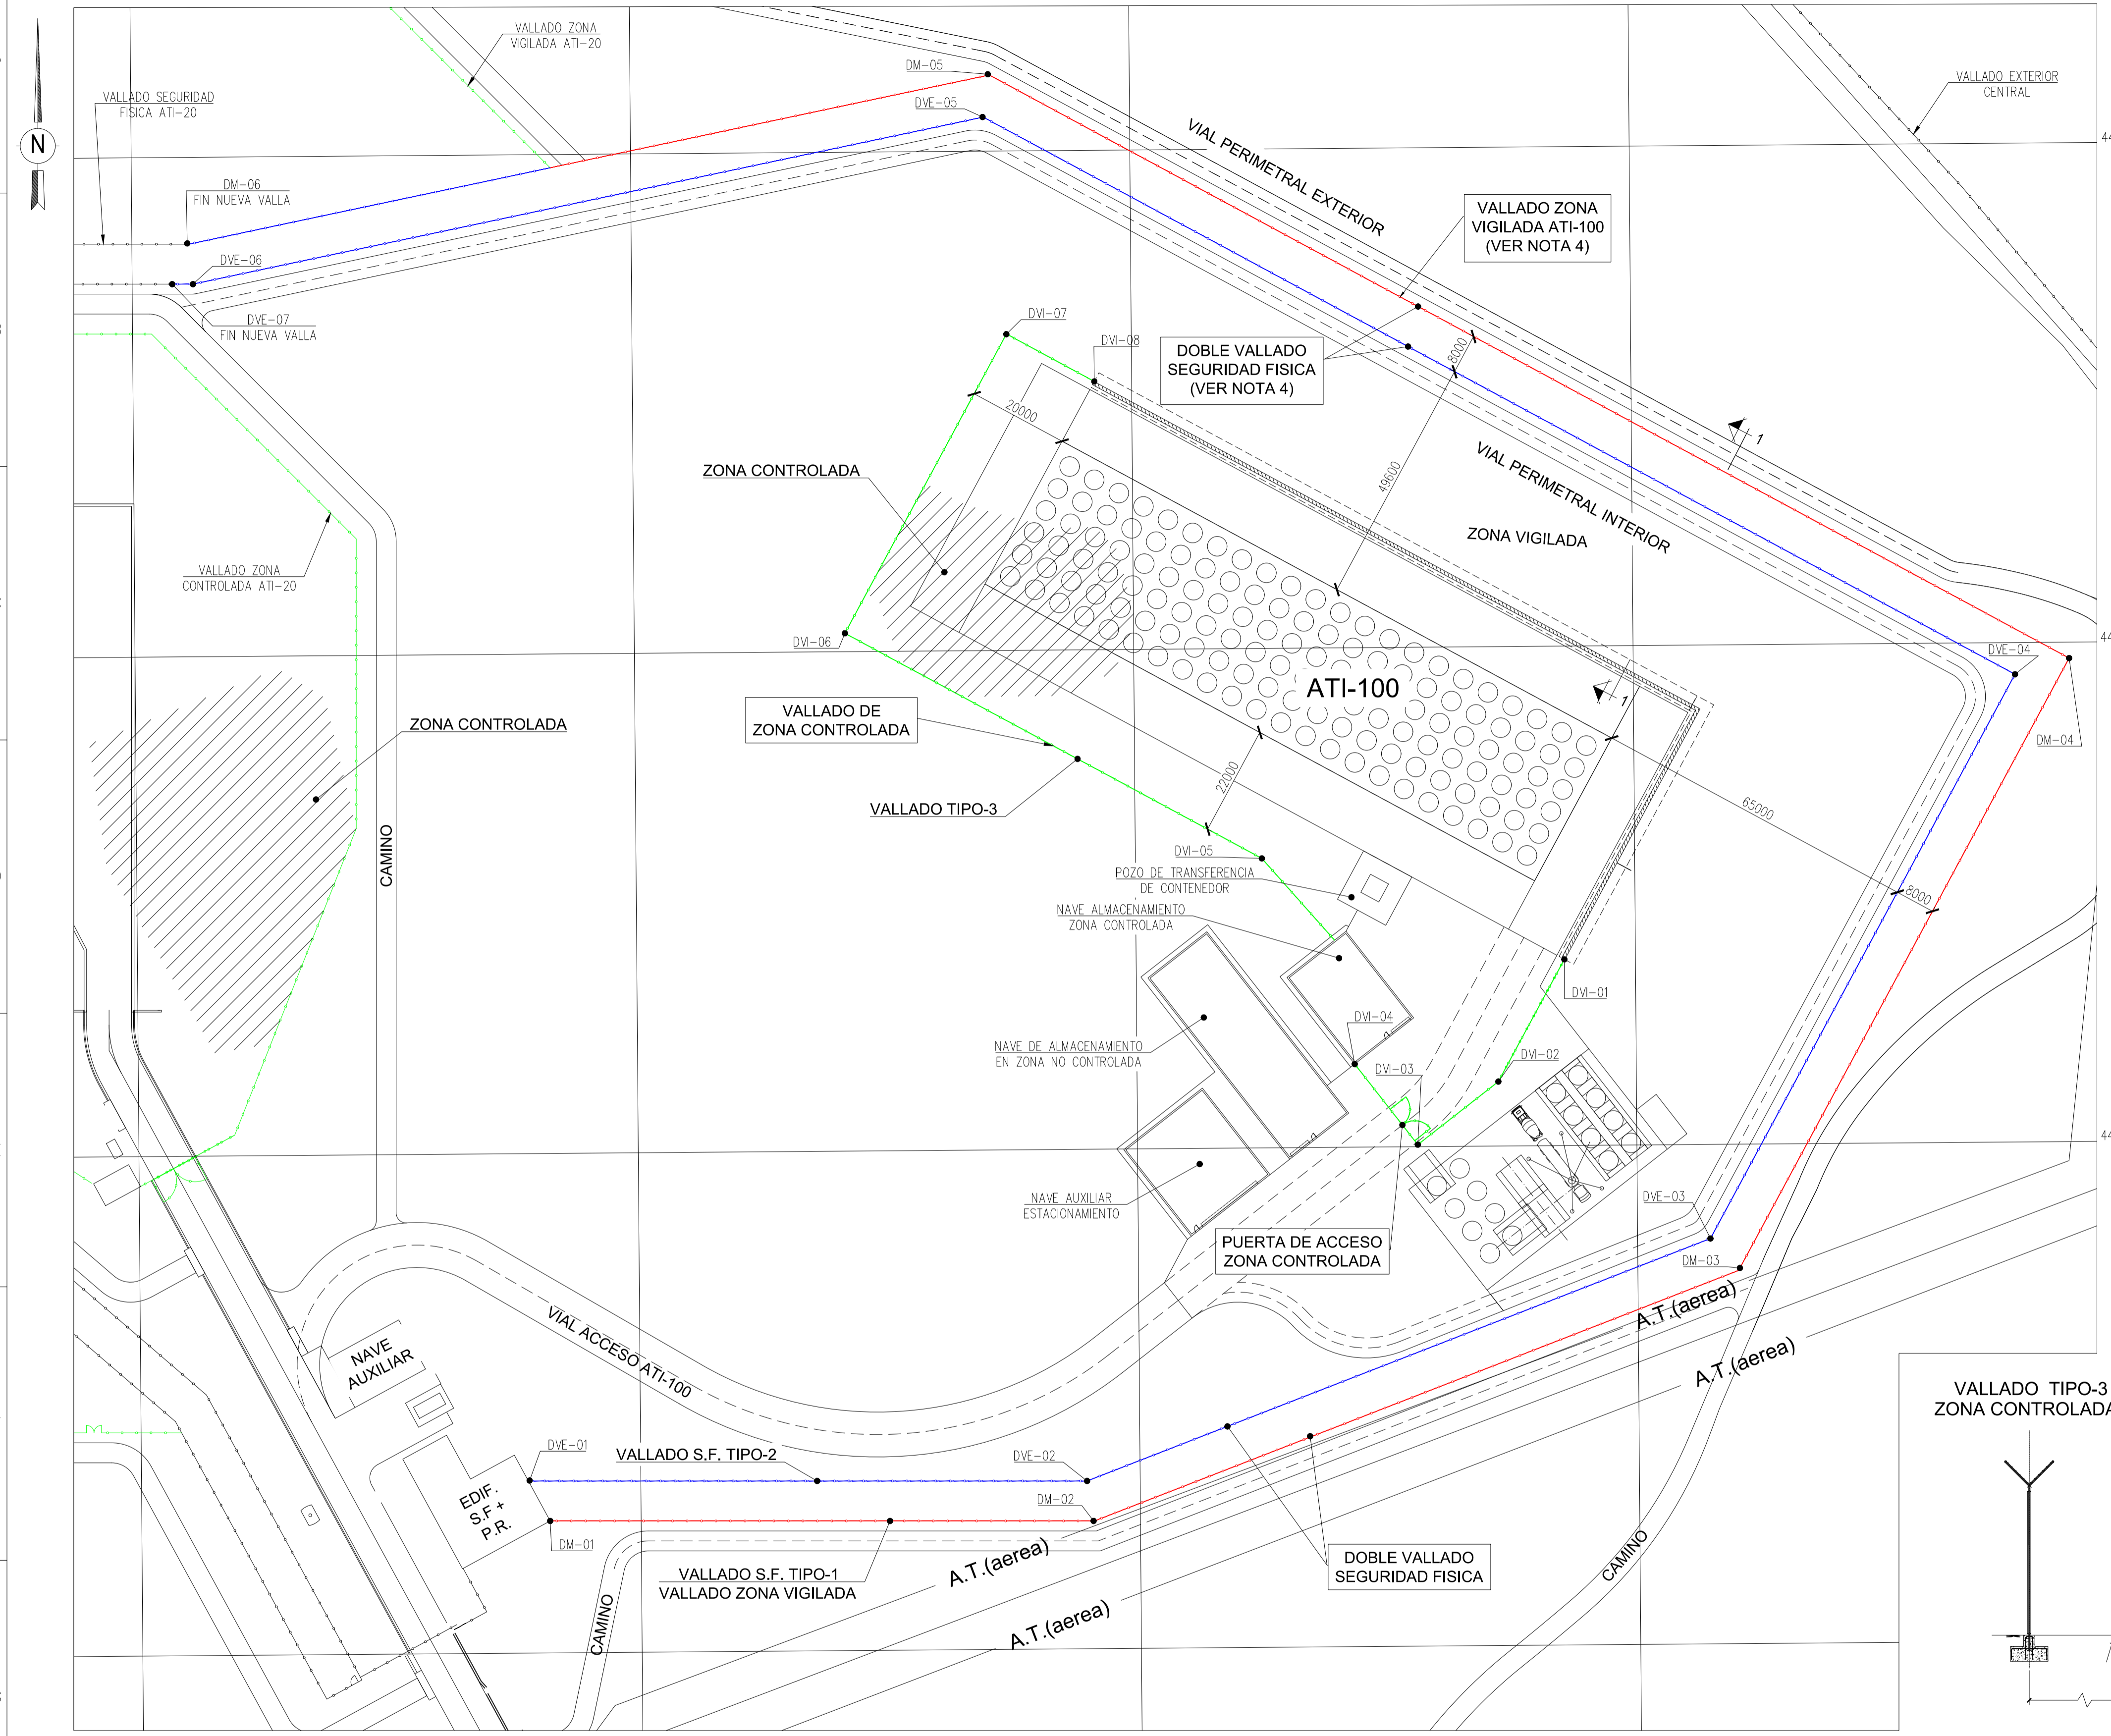 VALLADO ZONA
VIGILADA ATI-20
VALLADO SEGURIDAD
FISICA ATI-20
N
DM-05
DVE-05
VALLADO EXTERIOR
CENTRAL
VIAL PERIMETRAL EXTERIOR
DM-06
FIN NUEVA VALLA
VALLADO ZONA
VIGILADA ATI-100
(VER NOTA 4)
DVE-06
DVE-07
FIN NUEVA VALLA
DVI-07
DVI-08
DOBLE VALLADO
SEGURIDAD FISICA
(VER NOTA 4)
8000
20000
1
ZONA CONTROLADA
49600
VIAL PERIMETRAL INTERIOR
ZONA VIGILADA
VALLADO ZONA
CONTROLADA ATI-20
DVI-06
DVE-04
ATI-100
1
DM-04
ZONA CONTROLADA
VALLADO DE
ZONA CONTROLADA
22000
VALLADO TIPO-3
65000
CAMINO
DVI-05
POZO DE TRANSFERENCIA
DE CONTENEDOR
8000
NAVE ALMACENAMIENTO
ZONA CONTROLADA
DVI-01
DVI-04
NAVE DE ALMACENAMIENTO
EN ZONA NO CONTROLADA
DVI-02
DVI-03
NAVE AUXILIAR
ESTACIONAMIENTO
DVE-03
PUERTA DE ACCESO
ZONA CONTROLADA
DM-03
A.T.(aerea)
A.T.(aerea)
VIAL ACCESO ATI-100
NAVE
AUXILIAR
VALLADO TIPO-3
ZONA CONTROLADA
DVE-01
VALLADO S.F. TIPO-2
DVE-02
EDIF.
S.F +
P.R.
DM-02
DM-01
A.T.(aerea)
VALLADO S.F. TIPO-1
VALLADO ZONA VIGILADA
DOBLE VALLADO
SEGURIDAD FISICA
CAMINO
CAMINO
A.T.(aerea)